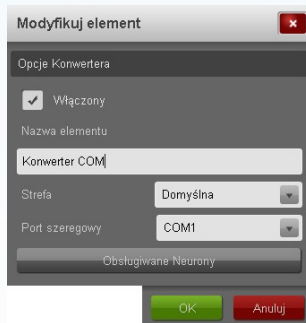 Modyfikuj element
Opcje Konwertera
Włączony
Nazwa elementu
Konwerter COM
Strefa
Domyślna
Port szeregowy
COM1
Obsługiwane Neurony
OK
Anuluj